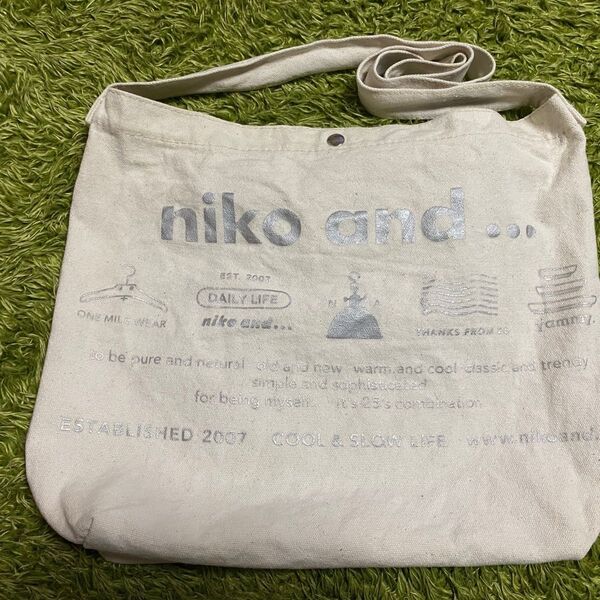 niko and...
EST. 2007
DAILY LIFE
niko and...
ONE MILE WEAR
N A
THANKS FROM 25
yammy.
to be pure and natural old and new warm and cool classic and trendy
simple and sophisticated
for being myself... it's 25's combination
ESTABLISHED 2007 COOL & SLOW LIFE www.nikoand.